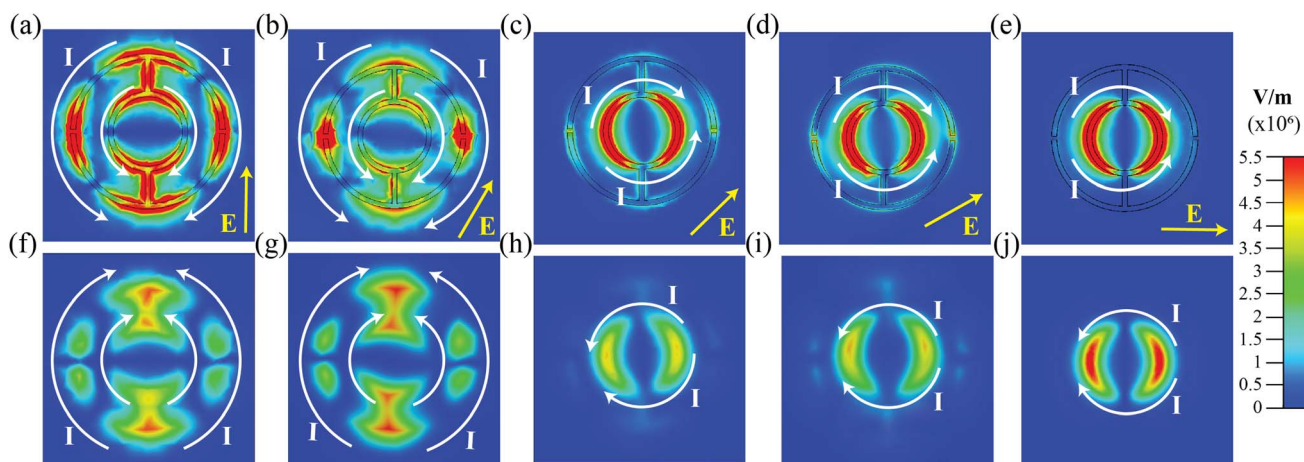 (a) (b) (c) (d) (e)
I I I I I I I
V/m
(x10⁶)
5.5
5
4.5
4
3.5
3
2.5
2
1.5
1
0.5
0
I I I
E E E E E
(f) (g) (h) (i) (j)
I I I
I I I
I I I I